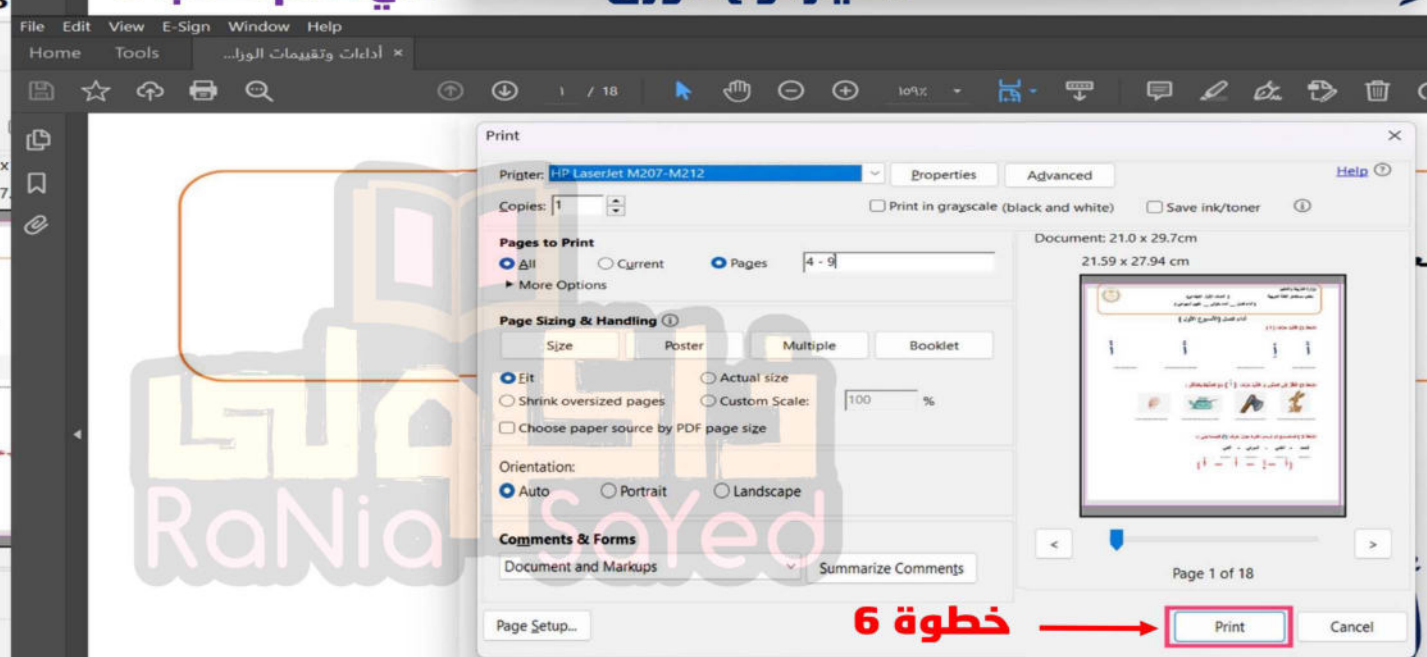 File Edit View E-Sign Window Help
Home Tools أداءات وتقييمات الوزا... ×
١ / 18 ١٠٩٪
Print ×
Printer: HP LaserJet M207-M212 Properties Advanced Help
Copies: 1 Print in grayscale (black and white) Save ink/toner
Pages to Print
All Current Pages 4 - 9
More Options
Page Sizing & Handling
Size Poster Multiple Booklet
Fit Actual size
Shrink oversized pages Custom Scale: 100 %
Choose paper source by PDF page size
Orientation:
Auto Portrait Landscape
Comments & Forms
Document and Markups Summarize Comments
Page Setup...
Document: 21.0 x 29.7cm
21.59 x 27.94 cm
< >
Page 1 of 18
خطوة 6
Print Cancel
RaNia SaYed